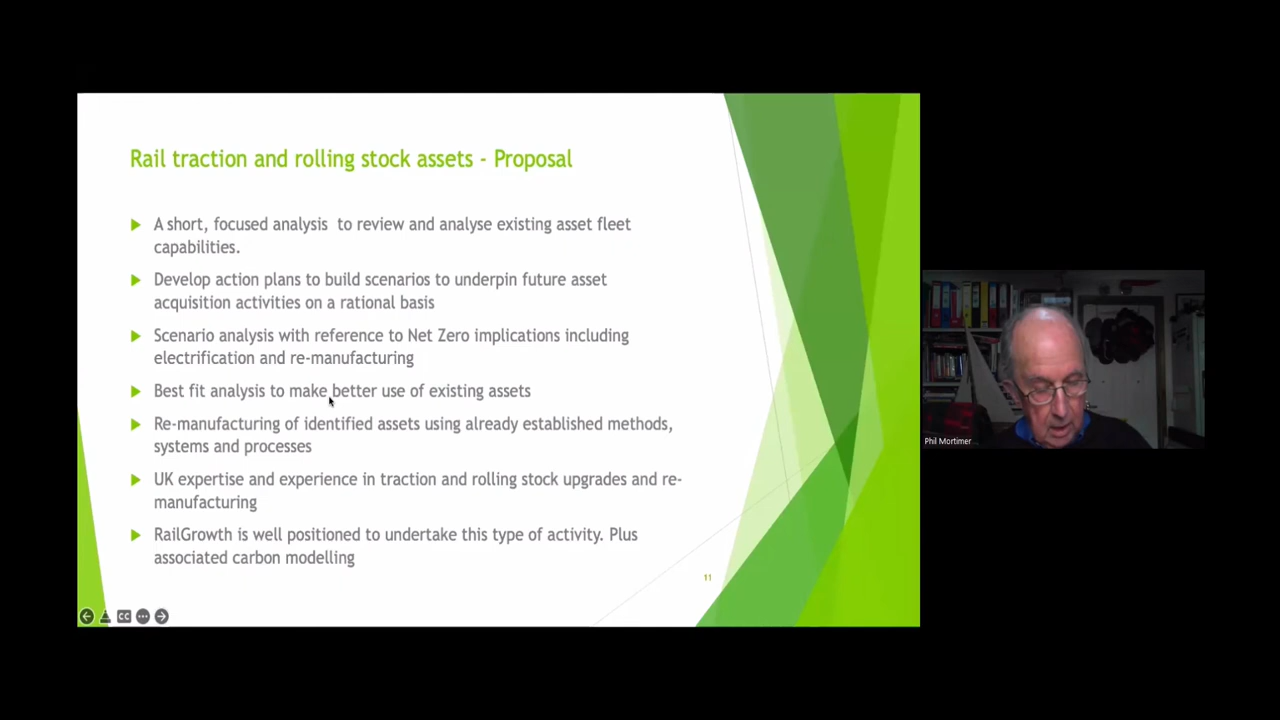 Rail traction and rolling stock assets - Proposal
A short, focused analysis  to review and analyse existing asset fleet
capabilities.
Develop action plans to build scenarios to underpin future asset
acquisition activities on a rational basis
Scenario analysis with reference to Net Zero implications including
electrification and re-manufacturing
Best fit analysis to make better use of existing assets
Re-manufacturing of identified assets using already established methods,
systems and processes
UK expertise and experience in traction and rolling stock upgrades and re-
manufacturing
RailGrowth is well positioned to undertake this type of activity. Plus
associated carbon modelling
11
CC
Phil Mortimer